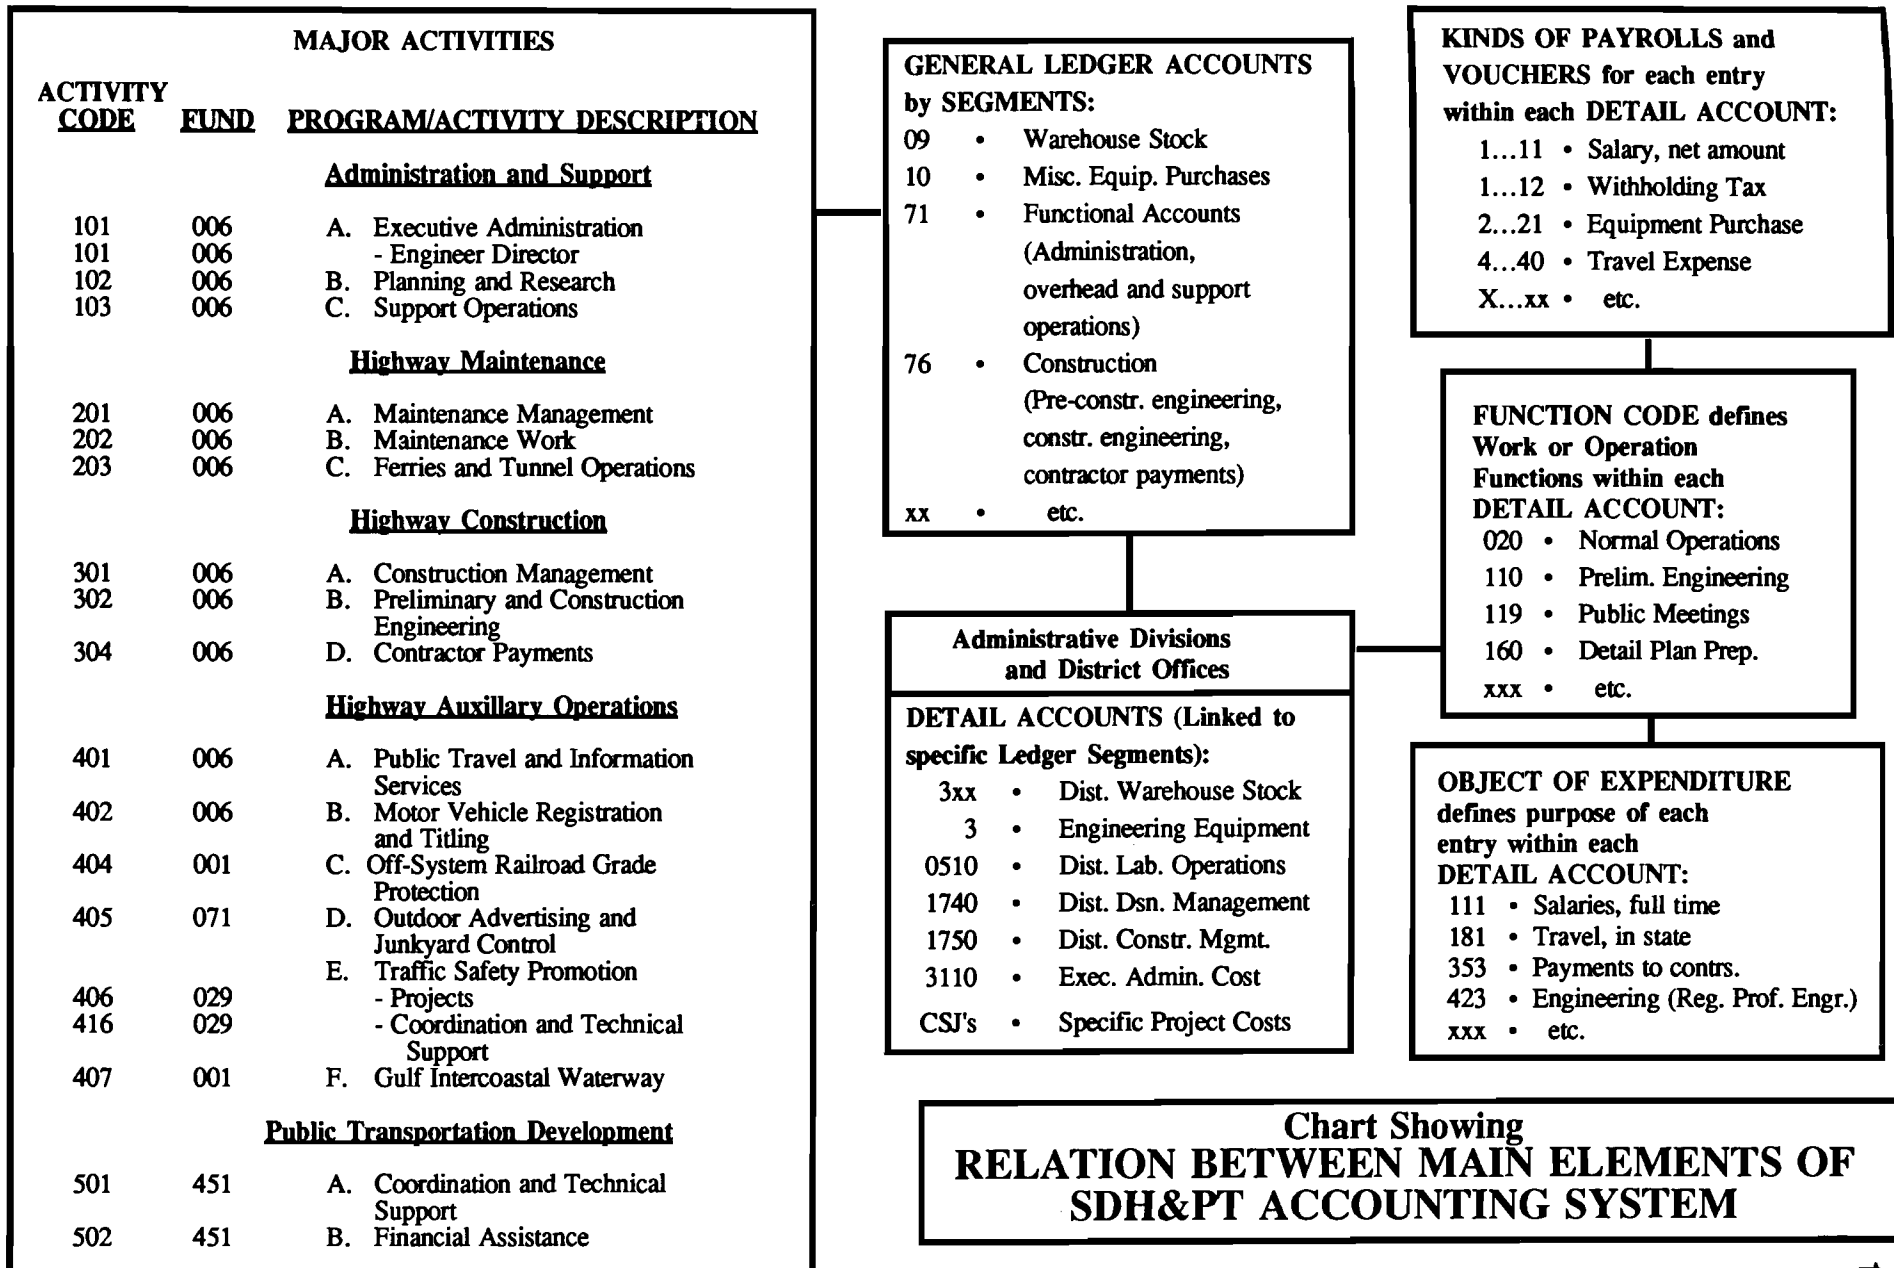 MAJOR ACTIVITIES
ACTIVITY
CODE FUND PROGRAM/ACTIVITY DESCRIPTION
Administration and Support
101 006 A. Executive Administration
101 006 - Engineer Director
102 006 B. Planning and Research
103 006 C. Support Operations
Highway Maintenance
201 006 A. Maintenance Management
202 006 B. Maintenance Work
203 006 C. Ferries and Tunnel Operations
Highway Construction
301 006 A. Construction Management
302 006 B. Preliminary and Construction
Engineering
304 006 D. Contractor Payments
Highway Auxillary Operations
401 006 A. Public Travel and Information
Services
402 006 B. Motor Vehicle Registration
and Titling
404 001 C. Off-System Railroad Grade
Protection
405 071 D. Outdoor Advertising and
Junkyard Control
E. Traffic Safety Promotion
406 029 - Projects
416 029 - Coordination and Technical
Support
407 001 F. Gulf Intercoastal Waterway
Public Transportation Development
501 451 A. Coordination and Technical
Support
502 451 B. Financial Assistance
GENERAL LEDGER ACCOUNTS
by SEGMENTS:
09 • Warehouse Stock
10 • Misc. Equip. Purchases
71 • Functional Accounts
(Administration,
overhead and support
operations)
76 • Construction
(Pre-constr. engineering,
constr. engineering,
contractor payments)
xx • etc.
Administrative Divisions
and District Offices
DETAIL ACCOUNTS (Linked to
specific Ledger Segments):
3xx • Dist. Warehouse Stock
3 • Engineering Equipment
0510 • Dist. Lab. Operations
1740 • Dist. Dsn. Management
1750 • Dist. Constr. Mgmt.
3110 • Exec. Admin. Cost
CSJ's • Specific Project Costs
KINDS OF PAYROLLS and
VOUCHERS for each entry
within each DETAIL ACCOUNT:
1...11 • Salary, net amount
1...12 • Withholding Tax
2...21 • Equipment Purchase
4...40 • Travel Expense
X...xx • etc.
FUNCTION CODE defines
Work or Operation
Functions within each
DETAIL ACCOUNT:
020 • Normal Operations
110 • Prelim. Engineering
119 • Public Meetings
160 • Detail Plan Prep.
xxx • etc.
OBJECT OF EXPENDITURE
defines purpose of each
entry within each
DETAIL ACCOUNT:
111 • Salaries, full time
181 • Travel, in state
353 • Payments to contrs.
423 • Engineering (Reg. Prof. Engr.)
xxx • etc.
Chart Showing
RELATION BETWEEN MAIN ELEMENTS OF
SDH&PT ACCOUNTING SYSTEM